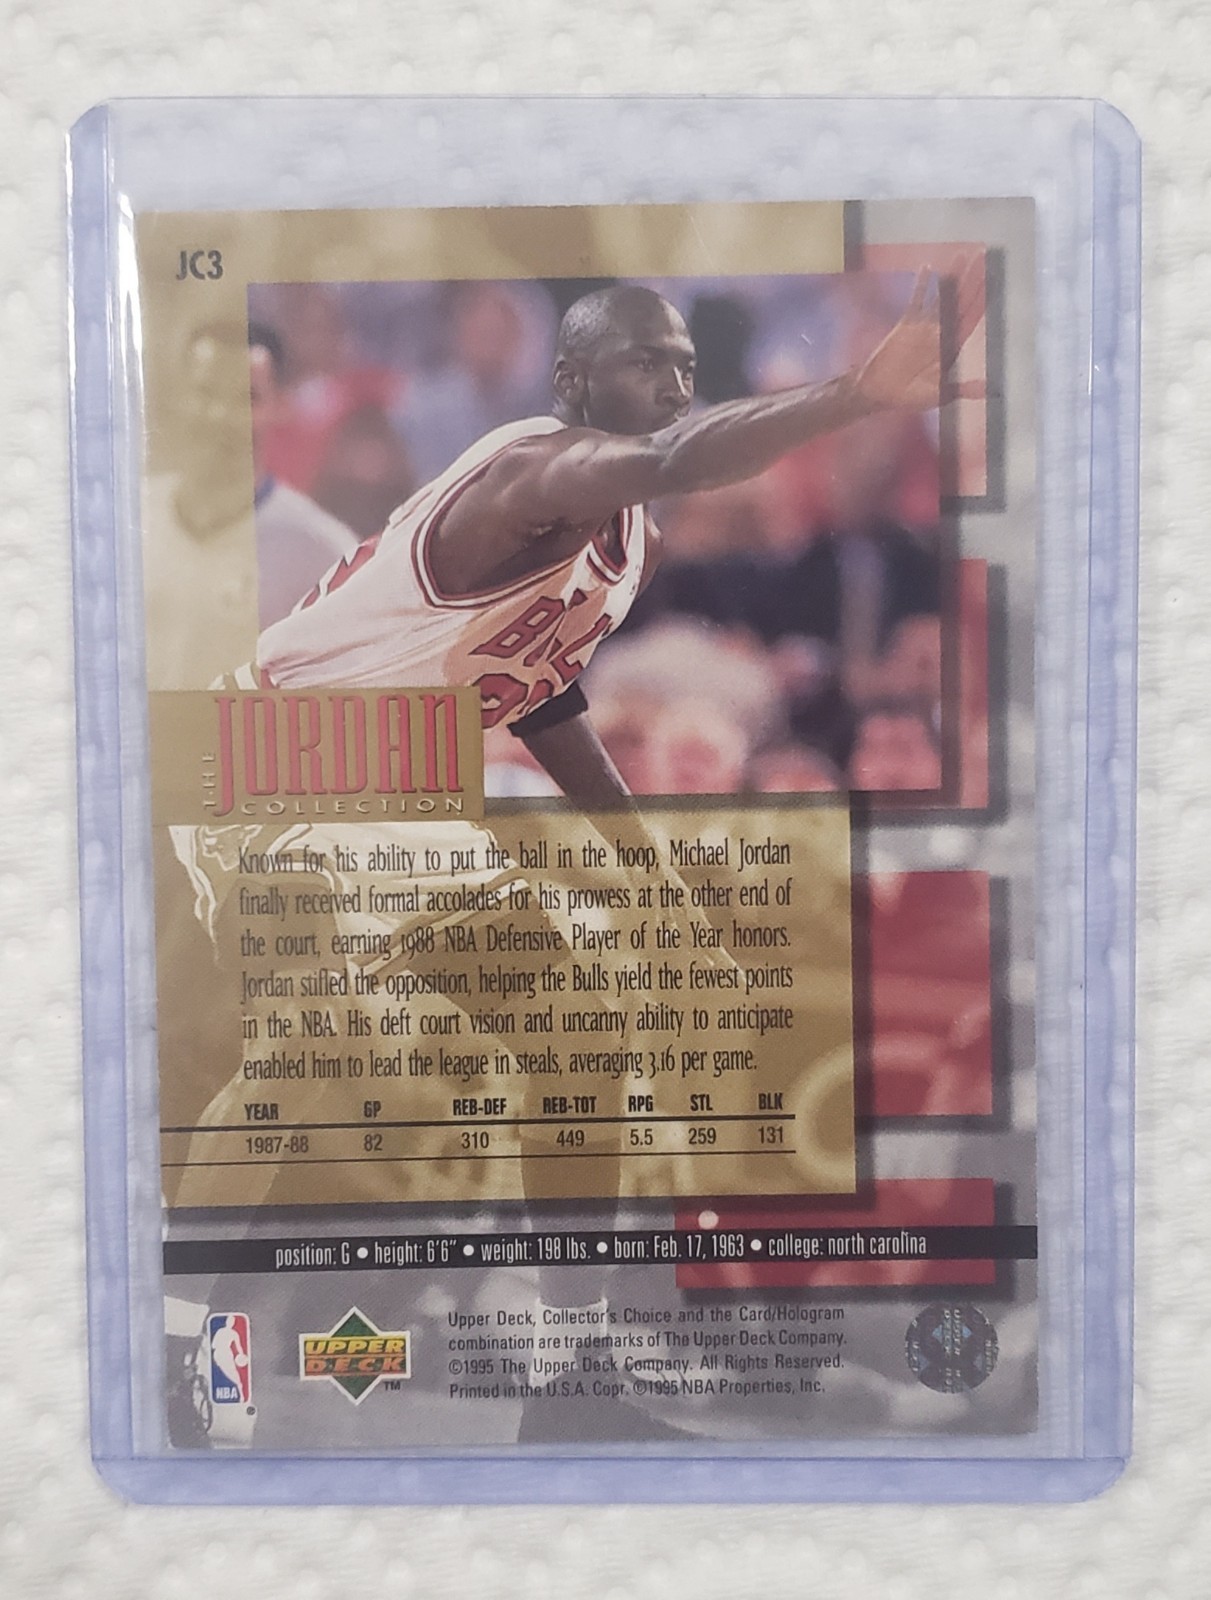 JC3
BULLS
THE
JORDAN
COLLECTION
Known for his ability to put the ball in the hoop, Michael Jordan
finally received formal accolades for his prowess at the other end of
the court, earning 1988 NBA Defensive Player of the Year honors.
Jordan stifled the opposition, helping the Bulls yield the fewest points
in the NBA. His deft court vision and uncanny ability to anticipate
enabled him to lead the league in steals, averaging 3.16 per game.
YEAR GP REB-DEF REB-TOT RPG STL BLK
1987-88 82 310 449 5.5 259 131
position: G • height: 6'6" • weight: 198 lbs. • born: Feb. 17, 1963 • college: north carolina
NBA
UPPER
DECK
TM
Upper Deck, Collector's Choice and the Card/Hologram
combination are trademarks of The Upper Deck Company.
©1995 The Upper Deck Company. All Rights Reserved.
Printed in the U.S.A. Copr. ©1995 NBA Properties, Inc.